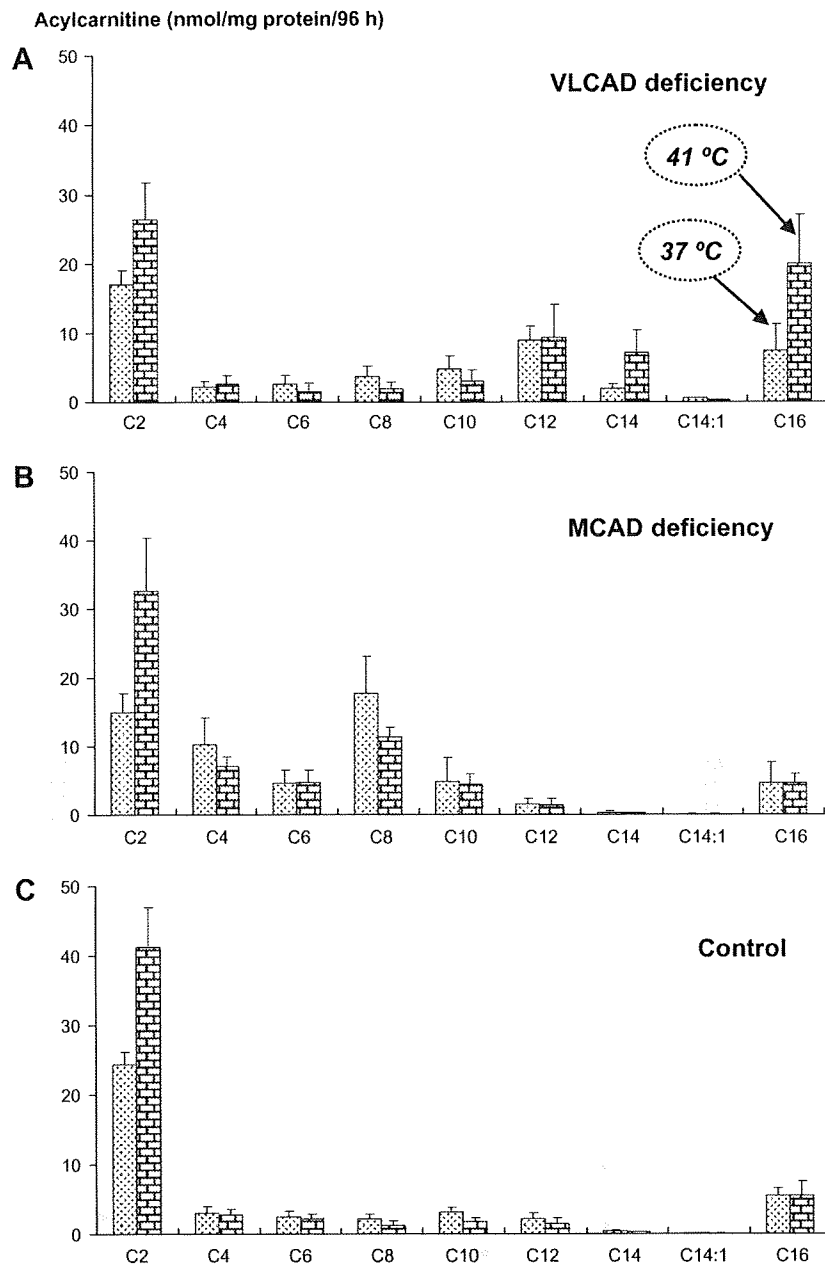 Acylcarnitine (nmol/mg protein/96 h)
A
VLCAD deficiency
50
40
30
20
10
0
41 ºC
37 ºC
C2 C4 C6 C8 C10 C12 C14 C14:1 C16
B
MCAD deficiency
50
40
30
20
10
0
C2 C4 C6 C8 C10 C12 C14 C14:1 C16
C
Control
50
40
30
20
10
0
C2 C4 C6 C8 C10 C12 C14 C14:1 C16